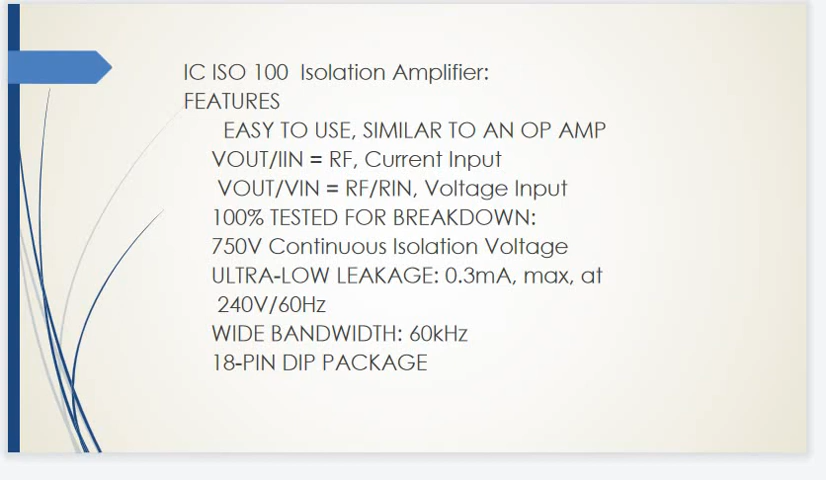 IC ISO 100 Isolation Amplifier:
FEATURES
EASY TO USE, SIMILAR TO AN OP AMP
VOUT/IIN = RF, Current Input
VOUT/VIN = RF/RIN, Voltage Input
100% TESTED FOR BREAKDOWN:
750V Continuous Isolation Voltage
ULTRA-LOW LEAKAGE: 0.3mA, max, at
240V/60Hz
WIDE BANDWIDTH: 60kHz
18-PIN DIP PACKAGE